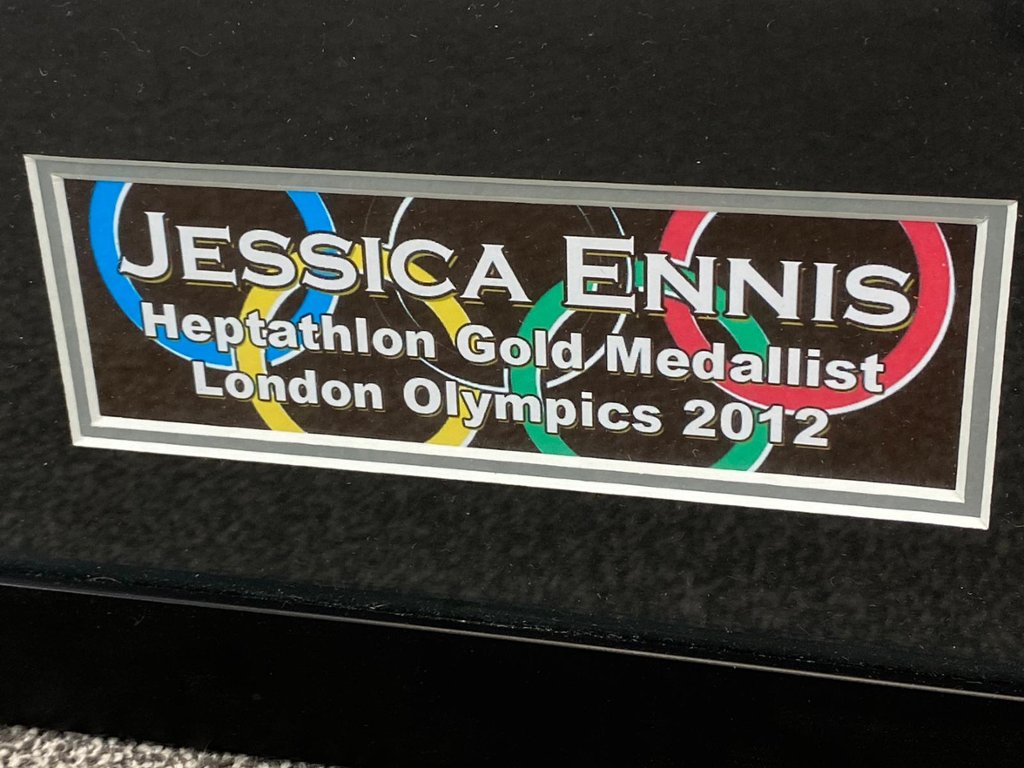 JESSICA ENNIS
Heptathlon Gold Medallist
London Olympics 2012